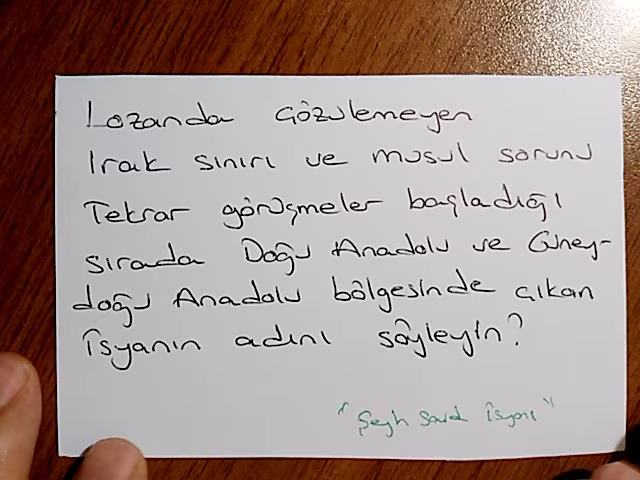 Lozanda Çözülemeyen
Irak sınırı ve musul sorunu
Tekrar görüşmeler başladığı
sırada Doğu Anadolu ve Güney-
doğu Anadolu bölgesinde çıkan
isyanın adını söyleyin?
"Şeyh Said İsyanı"